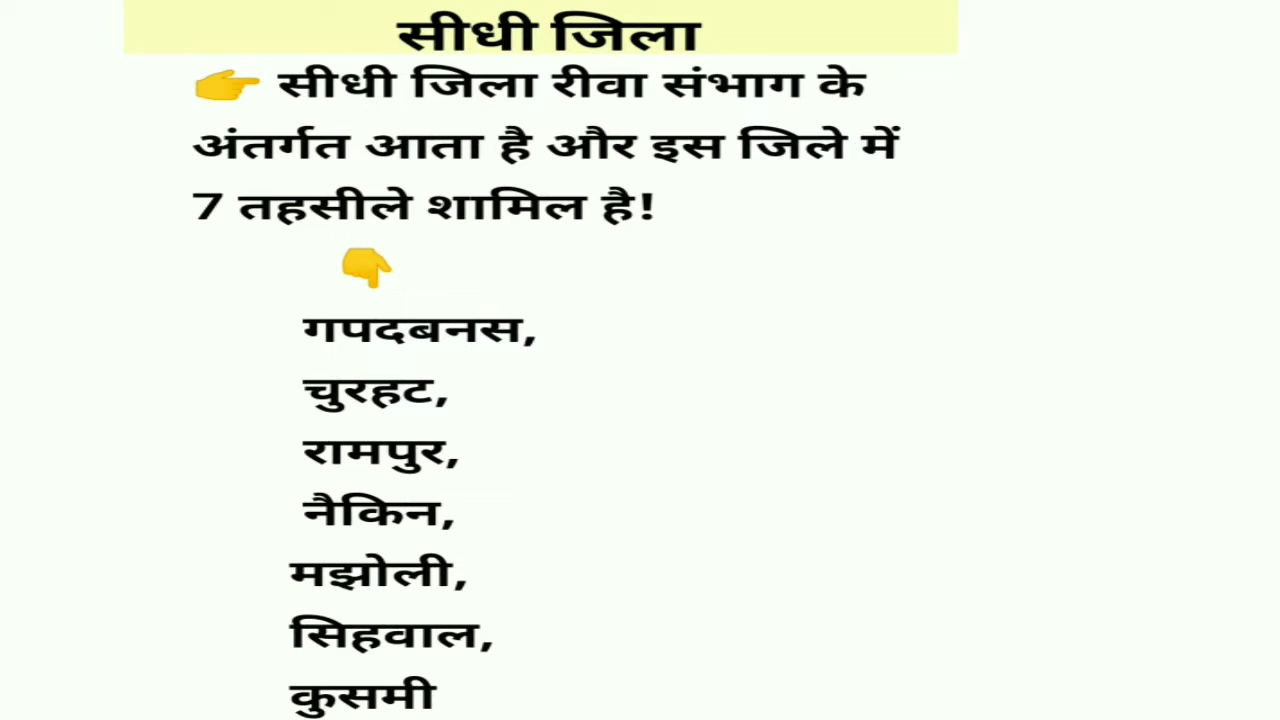 सीधी जिला
👉 सीधी जिला रीवा संभाग के
अंतर्गत आता है और इस जिले में
7 तहसीले शामिल है!
👇
गपदबनस,
चुरहट,
रामपुर,
नैकिन,
मझोली,
सिहवाल,
कुसमी